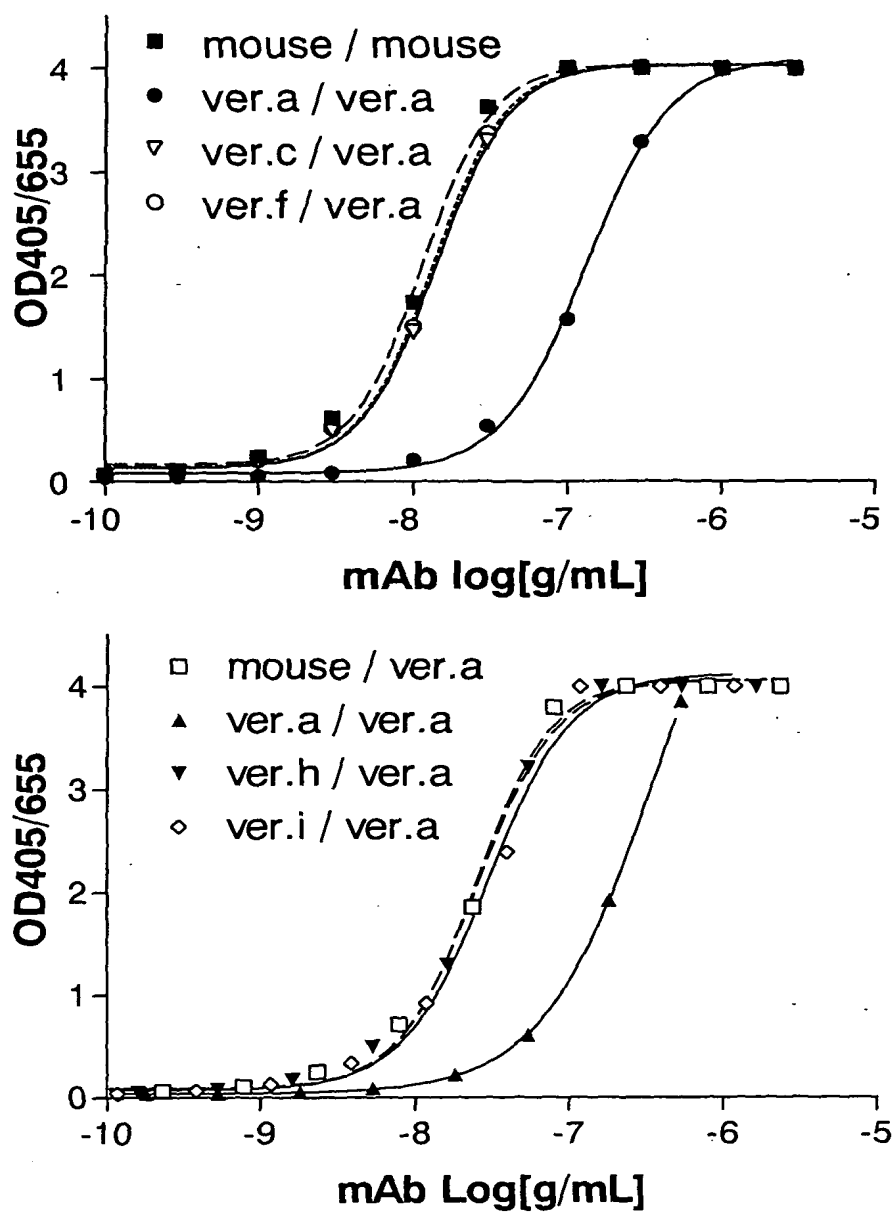 mouse / mouse
ver.a / ver.a
ver.c / ver.a
ver.f / ver.a
OD405/655
4
3
2
1
0
-10 -9 -8 -7 -6 -5
mAb log[g/mL]
mouse / ver.a
ver.a / ver.a
ver.h / ver.a
ver.i / ver.a
OD405/655
4
3
2
1
0
-10 -9 -8 -7 -6 -5
mAb Log[g/mL]